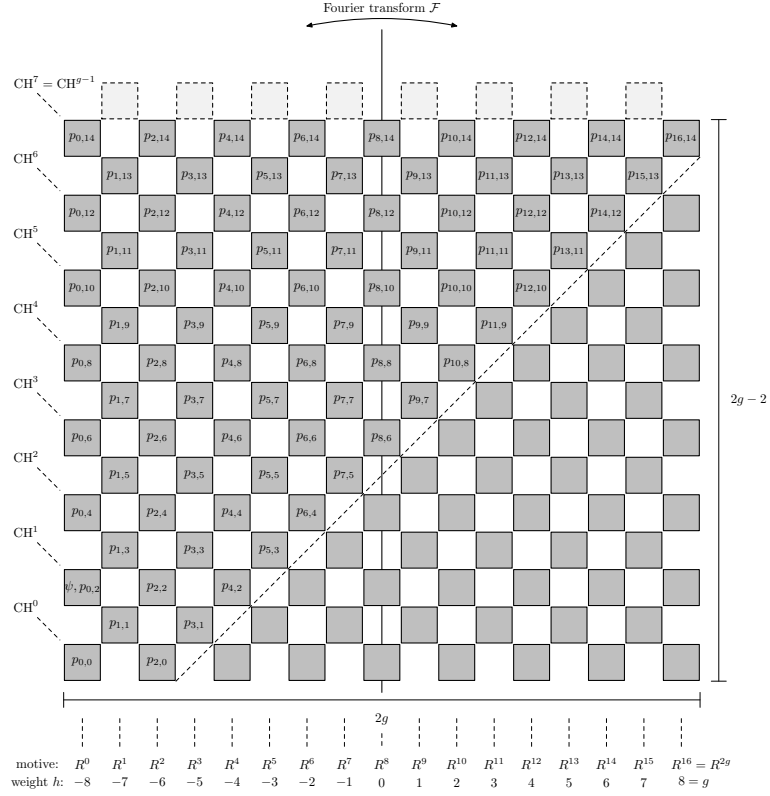 Fourier transform $\mathcal{F}$
$\mathrm{CH}^7 = \mathrm{CH}^{g-1}$
$p_{0,14}$ $p_{2,14}$ $p_{4,14}$ $p_{6,14}$ $p_{8,14}$ $p_{10,14}$ $p_{12,14}$ $p_{14,14}$ $p_{16,14}$
$\mathrm{CH}^6$
$p_{1,13}$ $p_{3,13}$ $p_{5,13}$ $p_{7,13}$ $p_{9,13}$ $p_{11,13}$ $p_{13,13}$ $p_{15,13}$
$p_{0,12}$ $p_{2,12}$ $p_{4,12}$ $p_{6,12}$ $p_{8,12}$ $p_{10,12}$ $p_{12,12}$ $p_{14,12}$
$\mathrm{CH}^5$
$p_{1,11}$ $p_{3,11}$ $p_{5,11}$ $p_{7,11}$ $p_{9,11}$ $p_{11,11}$ $p_{13,11}$
$p_{0,10}$ $p_{2,10}$ $p_{4,10}$ $p_{6,10}$ $p_{8,10}$ $p_{10,10}$ $p_{12,10}$
$\mathrm{CH}^4$
$p_{1,9}$ $p_{3,9}$ $p_{5,9}$ $p_{7,9}$ $p_{9,9}$ $p_{11,9}$
$p_{0,8}$ $p_{2,8}$ $p_{4,8}$ $p_{6,8}$ $p_{8,8}$ $p_{10,8}$
$\mathrm{CH}^3$
$p_{1,7}$ $p_{3,7}$ $p_{5,7}$ $p_{7,7}$ $p_{9,7}$
$2g-2$
$p_{0,6}$ $p_{2,6}$ $p_{4,6}$ $p_{6,6}$ $p_{8,6}$
$\mathrm{CH}^2$
$p_{1,5}$ $p_{3,5}$ $p_{5,5}$ $p_{7,5}$
$p_{0,4}$ $p_{2,4}$ $p_{4,4}$ $p_{6,4}$
$\mathrm{CH}^1$
$p_{1,3}$ $p_{3,3}$ $p_{5,3}$
$\psi, p_{0,2}$ $p_{2,2}$ $p_{4,2}$
$\mathrm{CH}^0$
$p_{1,1}$ $p_{3,1}$
$p_{0,0}$ $p_{2,0}$
$2g$
motive: $R^0$ $R^1$ $R^2$ $R^3$ $R^4$ $R^5$ $R^6$ $R^7$ $R^8$ $R^9$ $R^{10}$ $R^{11}$ $R^{12}$ $R^{13}$ $R^{14}$ $R^{15}$ $R^{16} = R^{2g}$
weight $h$: $-8$ $-7$ $-6$ $-5$ $-4$ $-3$ $-2$ $-1$ $0$ $1$ $2$ $3$ $4$ $5$ $6$ $7$ $8 = g$